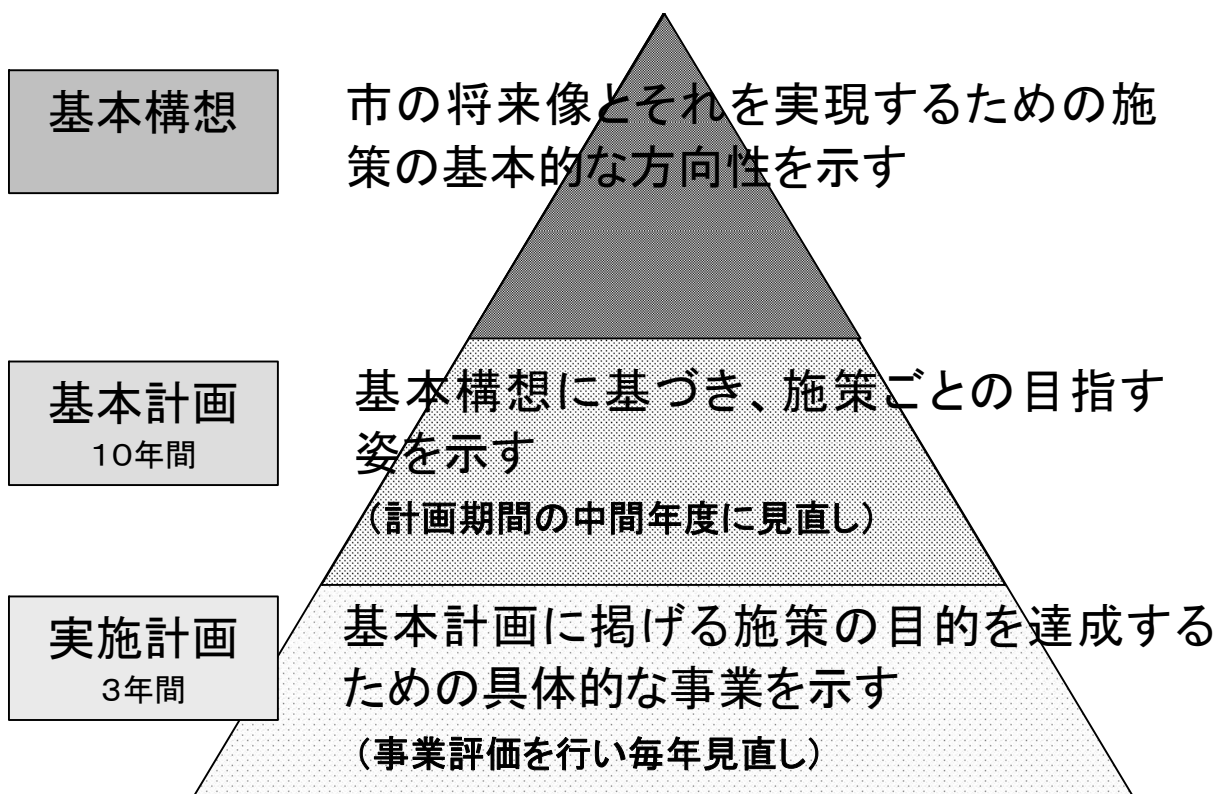 基本構想
市の将来像とそれを実現するための施
策の基本的な方向性を示す
基本計画
10年間
基本構想に基づき、施策ごとの目指す
姿を示す
（計画期間の中間年度に見直し）
実施計画
3年間
基本計画に掲げる施策の目的を達成する
ための具体的な事業を示す
（事業評価を行い毎年見直し）